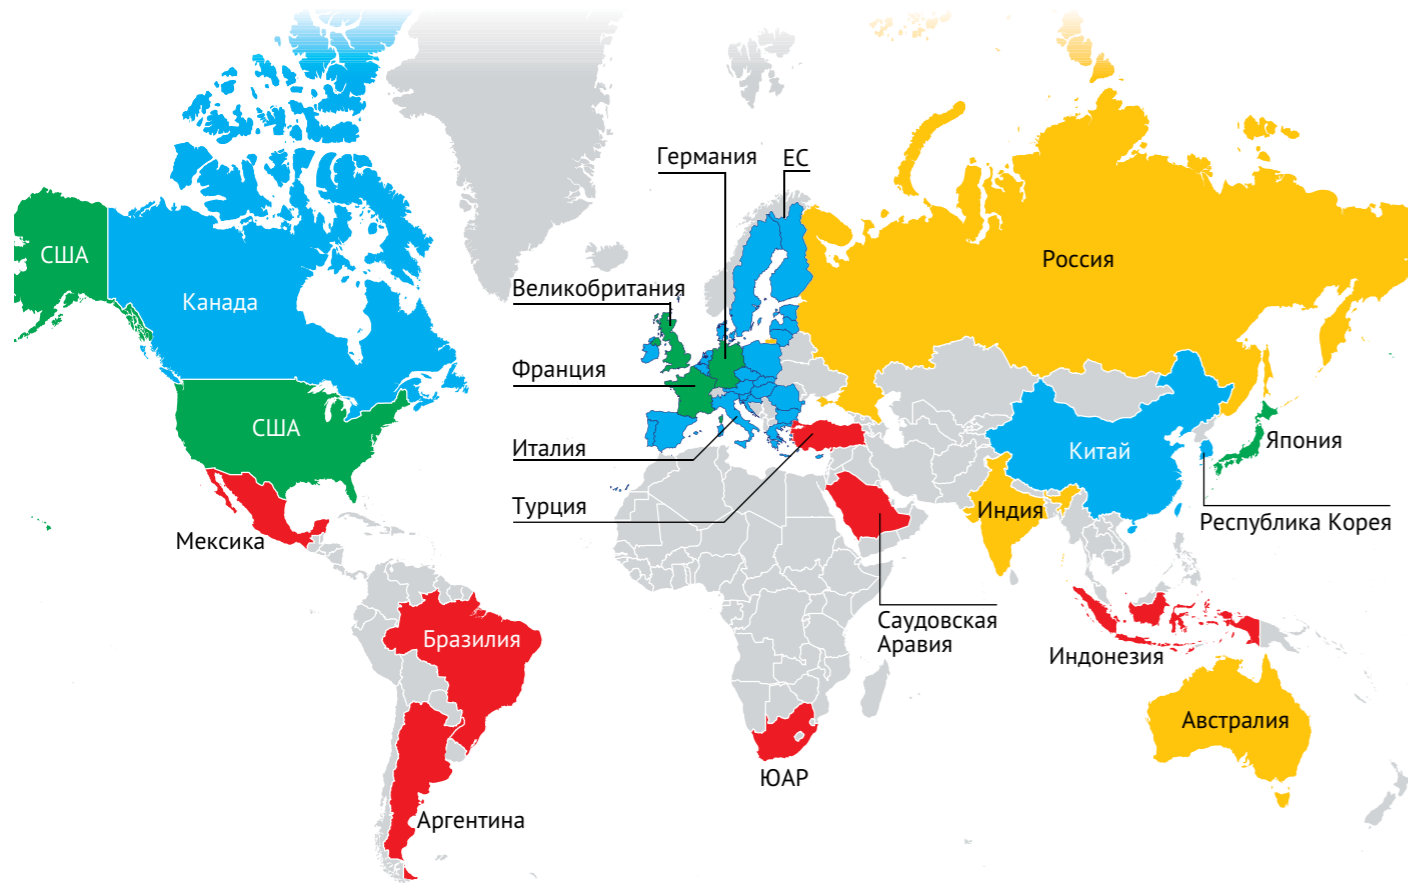 Германия
ЕС
США
Россия
Великобритания
Канада
Франция
США
Япония
Италия
Китай
Турция
Индия
Республика Корея
Мексика
Саудовская
Аравия
Бразилия
Индонезия
Австралия
ЮАР
Аргентина